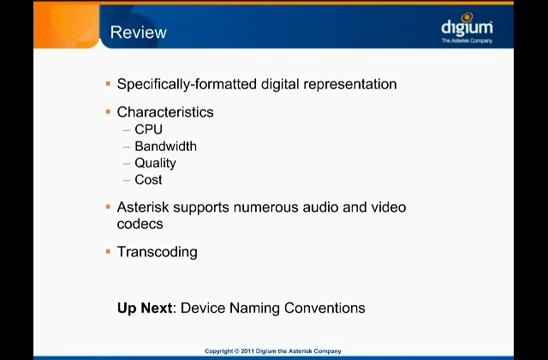 Review
digium
The Asterisk Company
Specifically-formatted digital representation
Characteristics
– CPU
– Bandwidth
– Quality
– Cost
Asterisk supports numerous audio and video
codecs
Transcoding
Up Next: Device Naming Conventions
Copyright © 2011 Digium the Asterisk Company